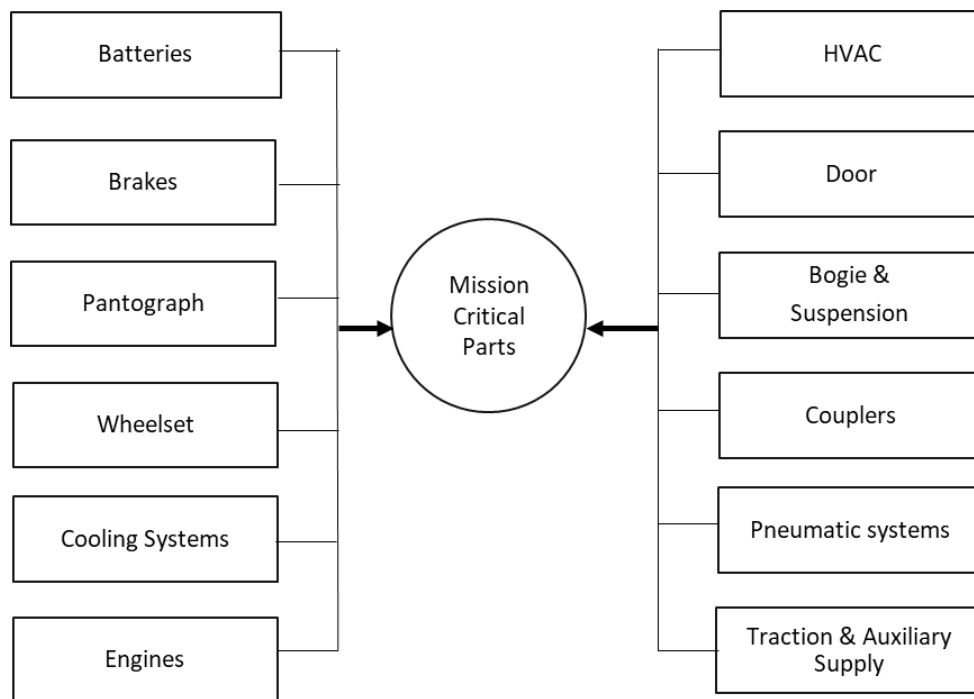 Batteries
Brakes
Pantograph
Wheelset
Cooling Systems
Engines
Mission
Critical
Parts
HVAC
Door
Bogie &
Suspension
Couplers
Pneumatic systems
Traction & Auxiliary
Supply